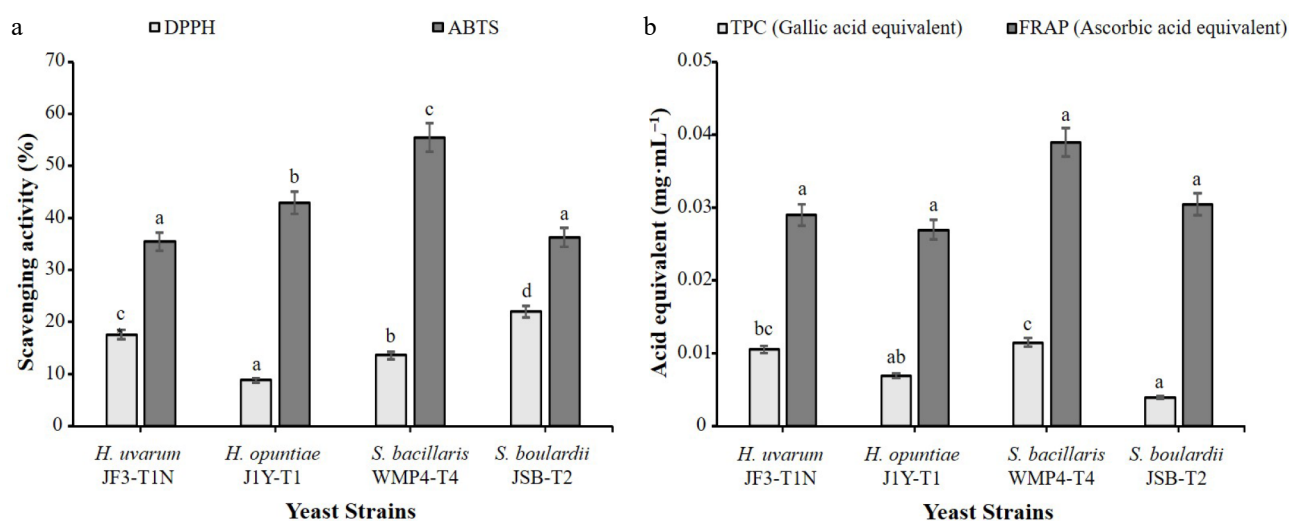 a
DPPH ABTS
Scavenging activity (%)
70
60
50
40
30
20
10
0
c a
a b
b c
d a
H. uvarum H. opuntiae S. bacillaris S. boulardii
JF3-T1N J1Y-T1 WMP4-T4 JSB-T2
Yeast Strains
b
TPC (Gallic acid equivalent) FRAP (Ascorbic acid equivalent)
Acid equivalent (mg·mL⁻¹)
0.05
0.04
0.03
0.02
0.01
0
bc a
ab a
c a
a a
H. uvarum H. opuntiae S. bacillaris S. boulardii
JF3-T1N J1Y-T1 WMP4-T4 JSB-T2
Yeast Strains